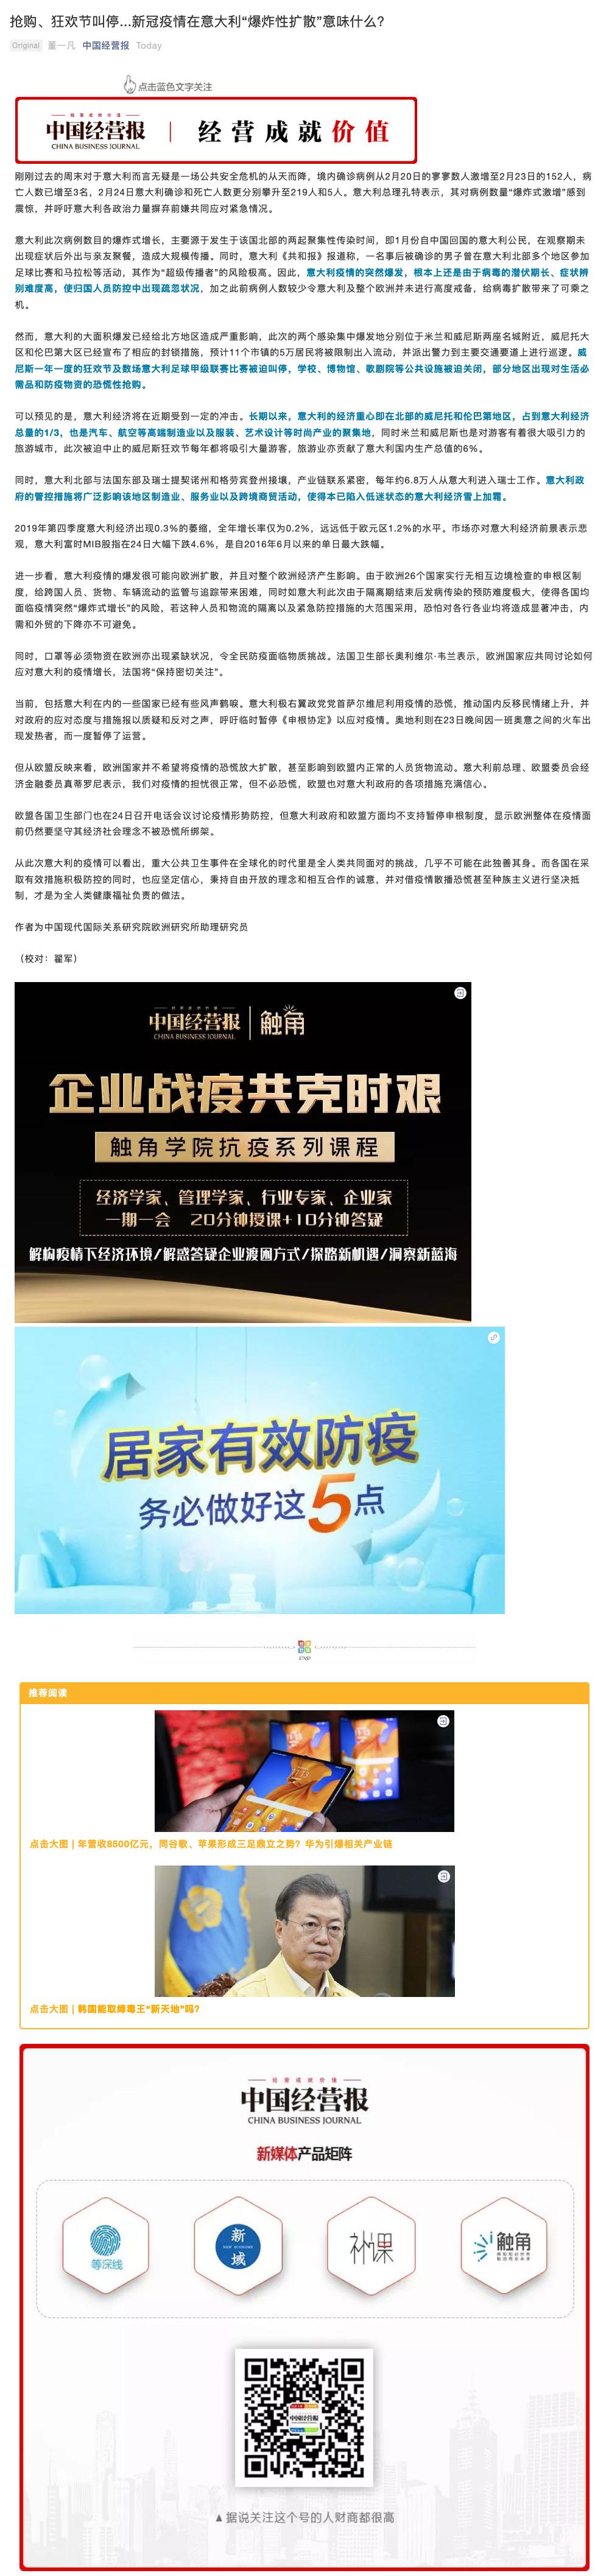 抢购、狂欢节叫停...新冠疫情在意大利“爆炸性扩散”意味什么?
Original 董一凡 中国经营报 Today
点击蓝色文字关注
中国经营报
CHINA BUSINESS JOURNAL
经营成就价值
刚刚过去的周末对于意大利而言无疑是一场公共安全危机的从天而降，境内确诊病例从2月20日的寥寥数人激增至2月23日的152人，病
亡人数已增至3名，2月24日意大利确诊和死亡人数更分别攀升至219人和5人。意大利总理孔特表示，其对病例数量“爆炸式激增”感到
震惊，并呼吁意大利各政治力量摒弃前嫌共同应对紧急情况。
意大利此次病例数目的爆炸式增长，主要源于发生于该国北部的两起聚集性传染时间，即1月份自中国回国的意大利公民，在观察期未
出现症状后外出与亲友聚餐，造成大规模传播。同时，意大利《共和报》报道称，一名事后被确诊的男子曾在意大利北部多个地区参加
足球比赛和马拉松等活动，其作为“超级传播者”的风险极高。因此，意大利疫情的突然爆发，根本上还是由于病毒的潜伏期长、症状辨
别难度高，使归国人员防控中出现疏忽状况，加之此前病例人数较少令意大利及整个欧洲并未进行高度戒备，给病毒扩散带来了可乘之
机。
然而，意大利的大面积爆发已经给北方地区造成严重影响，此次的两个感染集中爆发地分别位于米兰和威尼斯两座名城附近，威尼托大
区和伦巴第大区已经宣布了相应的封锁措施，预计11个市镇的5万居民将被限制出入流动，并派出警力到主要交通要道上进行巡逻。威
尼斯一年一度的狂欢节及数场意大利足球甲级联赛比赛被迫叫停，学校、博物馆、歌剧院等公共设施被迫关闭，部分地区出现对生活必
需品和防疫物资的恐慌性抢购。
可以预见的是，意大利经济将在近期受到一定的冲击。长期以来，意大利的经济重心即在北部的威尼托和伦巴第地区，占到意大利经济
总量的1/3，也是汽车、航空等高端制造业以及服装、艺术设计等时尚产业的聚集地，同时米兰和威尼斯也是对游客有着很大吸引力的
旅游城市，此次被迫中止的威尼斯狂欢节每年都将吸引大量游客，旅游业亦贡献了意大利国内生产总值的6%。
同时，意大利北部与法国东部及瑞士提契诺州和格劳宾登州接壤，产业链联系紧密，每年约6.8万人从意大利进入瑞士工作。意大利政
府的管控措施将广泛影响该地区制造业、服务业以及跨境商贸活动，使得本已陷入低迷状态的意大利经济雪上加霜。
2019年第四季度意大利经济出现0.3%的萎缩，全年增长率仅为0.2%，远远低于欧元区1.2%的水平。市场亦对意大利经济前景表示悲
观，意大利富时MIB股指在24日大幅下跌4.6%，是自2016年6月以来的单日最大跌幅。
进一步看，意大利疫情的爆发很可能向欧洲扩散，并且对整个欧洲经济产生影响。由于欧洲26个国家实行无相互边境检查的申根区制
度，给跨国人员、货物、车辆流动的监管与追踪带来困难，同时如意大利此次由于隔离期结束后发病传染的预防难度极大，使得各国均
面临疫情突然“爆炸式增长”的风险，若这种人员和物流的隔离以及紧急防控措施的大范围采用，恐怕对各行各业均将造成显著冲击，内
需和外贸的下降亦不可避免。
同时，口罩等必须物资在欧洲亦出现紧缺状况，令全民防疫面临物质挑战。法国卫生部长奥利维尔·韦兰表示，欧洲国家应共同讨论如何
应对意大利的疫情增长，法国将“保持密切关注”。
当前，包括意大利在内的一些国家已经有些风声鹤唳。意大利极右翼政党党首萨尔维尼利用疫情的恐慌，推动国内反移民情绪上升，并
对政府的应对态度与措施报以质疑和反对之声，呼吁临时暂停《申根协定》以应对疫情。奥地利则在23日晚间因一班奥意之间的火车出
现发热者，而一度暂停了运营。
但从欧盟反映来看，欧洲国家并不希望将疫情的恐慌放大扩散，甚至影响到欧盟内正常的人员货物流动。意大利前总理、欧盟委员会经
济金融委员真蒂罗尼表示，我们对疫情的担忧很正常，但不必恐慌，欧盟也对意大利政府的各项措施充满信心。
欧盟各国卫生部门也在24日召开电话会议讨论疫情形势防控，但意大利政府和欧盟方面均不支持暂停申根制度，显示欧洲整体在疫情面
前仍然要坚守其经济社会理念不被恐慌所绑架。
从此次意大利的疫情可以看出，重大公共卫生事件在全球化的时代里是全人类共同面对的挑战，几乎不可能在此独善其身。而各国在采
取有效措施积极防控的同时，也应坚定信心，秉持自由开放的理念和相互合作的诚意，并对借疫情散播恐慌甚至种族主义进行坚决抵
制，才是为全人类健康福祉负责的做法。
作者为中国现代国际关系研究院欧洲研究所助理研究员
（校对：翟军）
中国经营报 触角
CHINA BUSINESS JOURNAL
企业战疫共克时艰
触角学院抗疫系列课程
经济学家、管理学家、行业专家、企业家
一期一会 20分钟授课+10分钟答疑
解构疫情下经济环境/解惑答疑企业渡困方式/探路新机遇/洞察新蓝海
居家有效防疫
务必做好这5点
END
推荐阅读
点击大图 | 年营收8500亿元，同谷歌、苹果形成三足鼎立之势？华为引爆相关产业链
点击大图 | 韩国能取缔毒王“新天地”吗？
经营成就价值
中国经营报
CHINA BUSINESS JOURNAL
新媒体产品矩阵
等深线
新域
补课
触角
中国经营报
▲据说关注这个号的人财商都很高